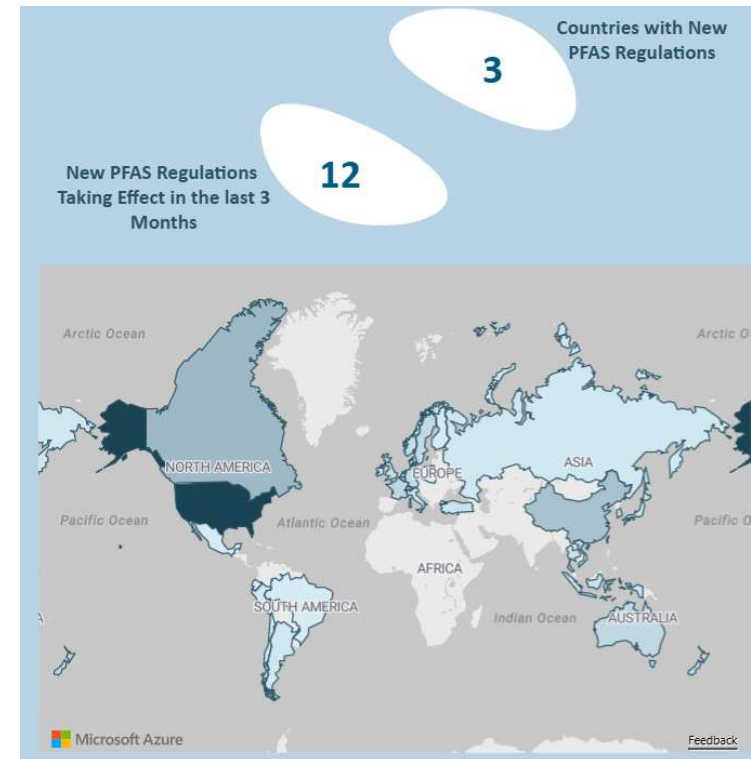 Countries with New
PFAS Regulations
3
New PFAS Regulations
Taking Effect in the last 3
Months
12
Arctic Ocean
Arctic O
NORTH AMERICA
EUROPE
ASIA
Pacific Ocean
Atlantic Ocean
Pacific O
AFRICA
SOUTH AMERICA
Indian Ocean
AUSTRALIA
A
Microsoft Azure
Feedback